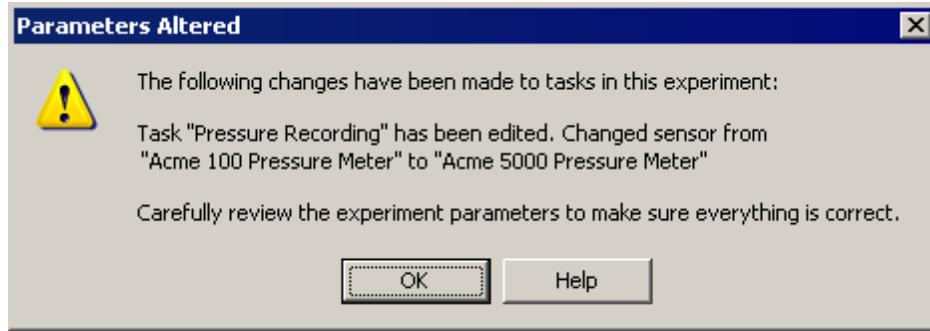 Parameters Altered
The following changes have been made to tasks in this experiment:
Task "Pressure Recording" has been edited. Changed sensor from
"Acme 100 Pressure Meter" to "Acme 5000 Pressure Meter"
Carefully review the experiment parameters to make sure everything is correct.
OK
Help